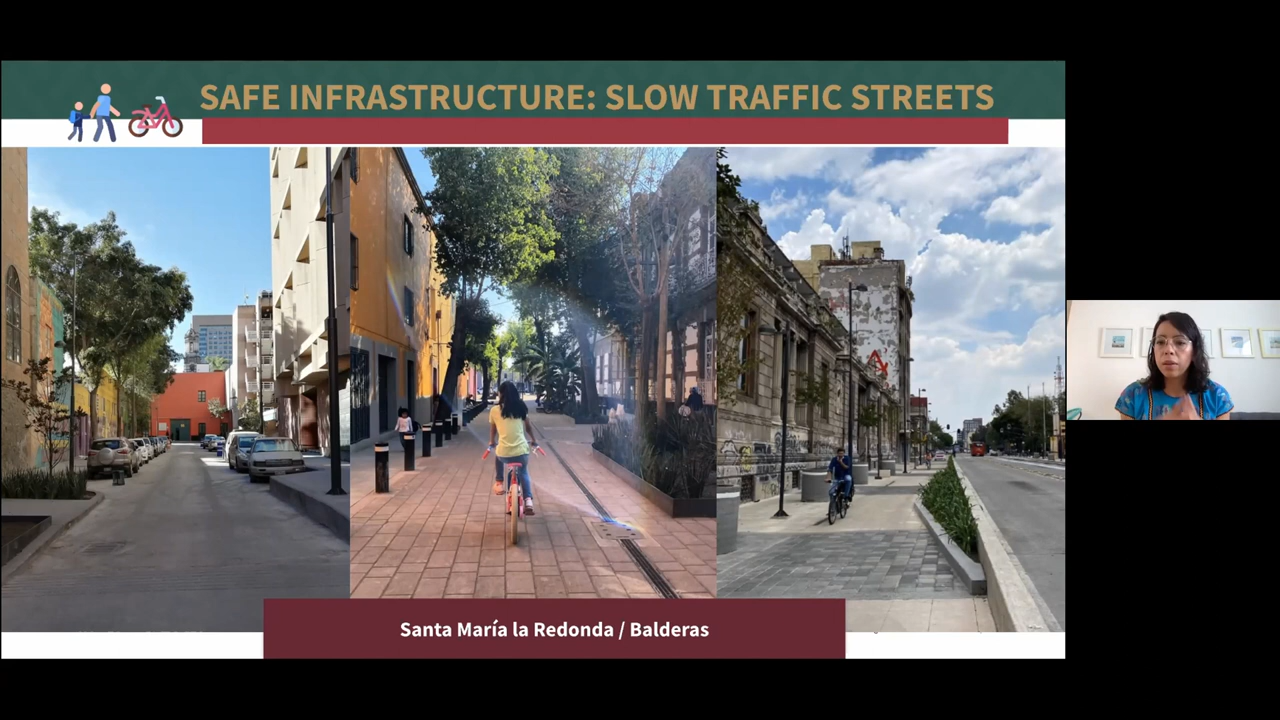 SAFE INFRASTRUCTURE: SLOW TRAFFIC STREETS
Santa María la Redonda / Balderas